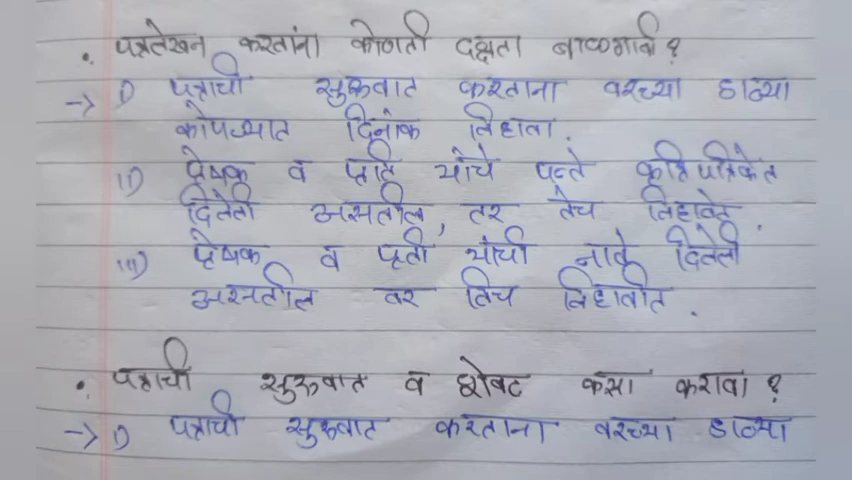 • पत्रलेखन करतांना कोणती दक्षता बाळगावी?
→ i) पत्राची सुरुवात करताना वरच्या डाव्या
कोपऱ्यात दिनांक लिहावा.
ii) प्रेषक व प्रति यांचे पत्ते कृतिपत्रिकेत
दिलेली असतील, तर तेच लिहावेत.
iii) प्रेषक व प्रती यांची नावे दिलेली
असतील वर तिच लिहावीत.
• पत्राची सुरुवात व शेवट कसा करावा?
→ i) पत्राची सुरुवात करताना वरच्या डाव्या